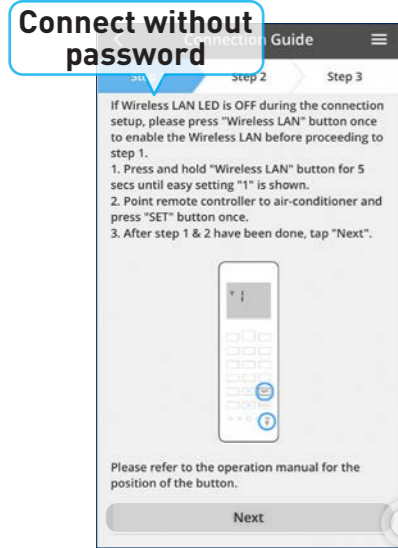 Connect without
password
Connection Guide
Step 2
Step 3
If Wireless LAN LED is OFF during the connection
setup, please press "Wireless LAN" button once
to enable the Wireless LAN before proceeding to
step 1.
1. Press and hold "Wireless LAN" button for 5
secs until easy setting "1" is shown.
2. Point remote controller to air-conditioner and
press "SET" button once.
3. After step 1 & 2 have been done, tap "Next".
1
Please refer to the operation manual for the
position of the button.
Next